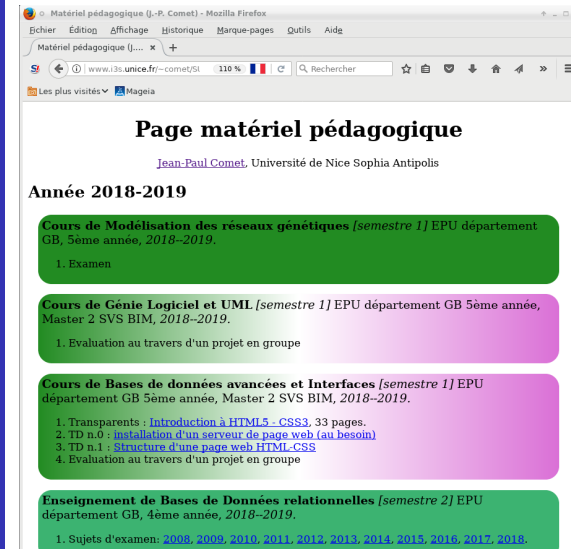 Matériel pédagogique (J.-P. Comet) - Mozilla Firefox
Fichier Édition Affichage Historique Marque-pages Outils Aide
Matériel pédagogique (J.... × +
www.i3s.unice.fr/~comet/SU 110 % Rechercher
Les plus visités Mageia
Page matériel pédagogique
Jean-Paul Comet, Université de Nice Sophia Antipolis
Année 2018-2019
Cours de Modélisation des réseaux génétiques [semestre 1] EPU département
GB, 5ème année, 2018--2019.
1. Examen
Cours de Génie Logiciel et UML [semestre 1] EPU département GB 5ème année,
Master 2 SVS BIM, 2018--2019.
1. Evaluation au travers d'un projet en groupe
Cours de Bases de données avancées et Interfaces [semestre 1] EPU
département GB 5ème année, Master 2 SVS BIM, 2018--2019.
1. Transparents : Introduction à HTML5 - CSS3, 33 pages.
2. TD n.0 : installation d'un serveur de page web (au besoin)
3. TD n.1 : Structure d'une page web HTML-CSS
4. Evaluation au travers d'un projet en groupe
Enseignement de Bases de Données relationnelles [semestre 2] EPU
département GB, 4ème année, 2018--2019.
1. Sujets d'examen: 2008, 2009, 2010, 2011, 2012, 2013, 2014, 2015, 2016, 2017, 2018.